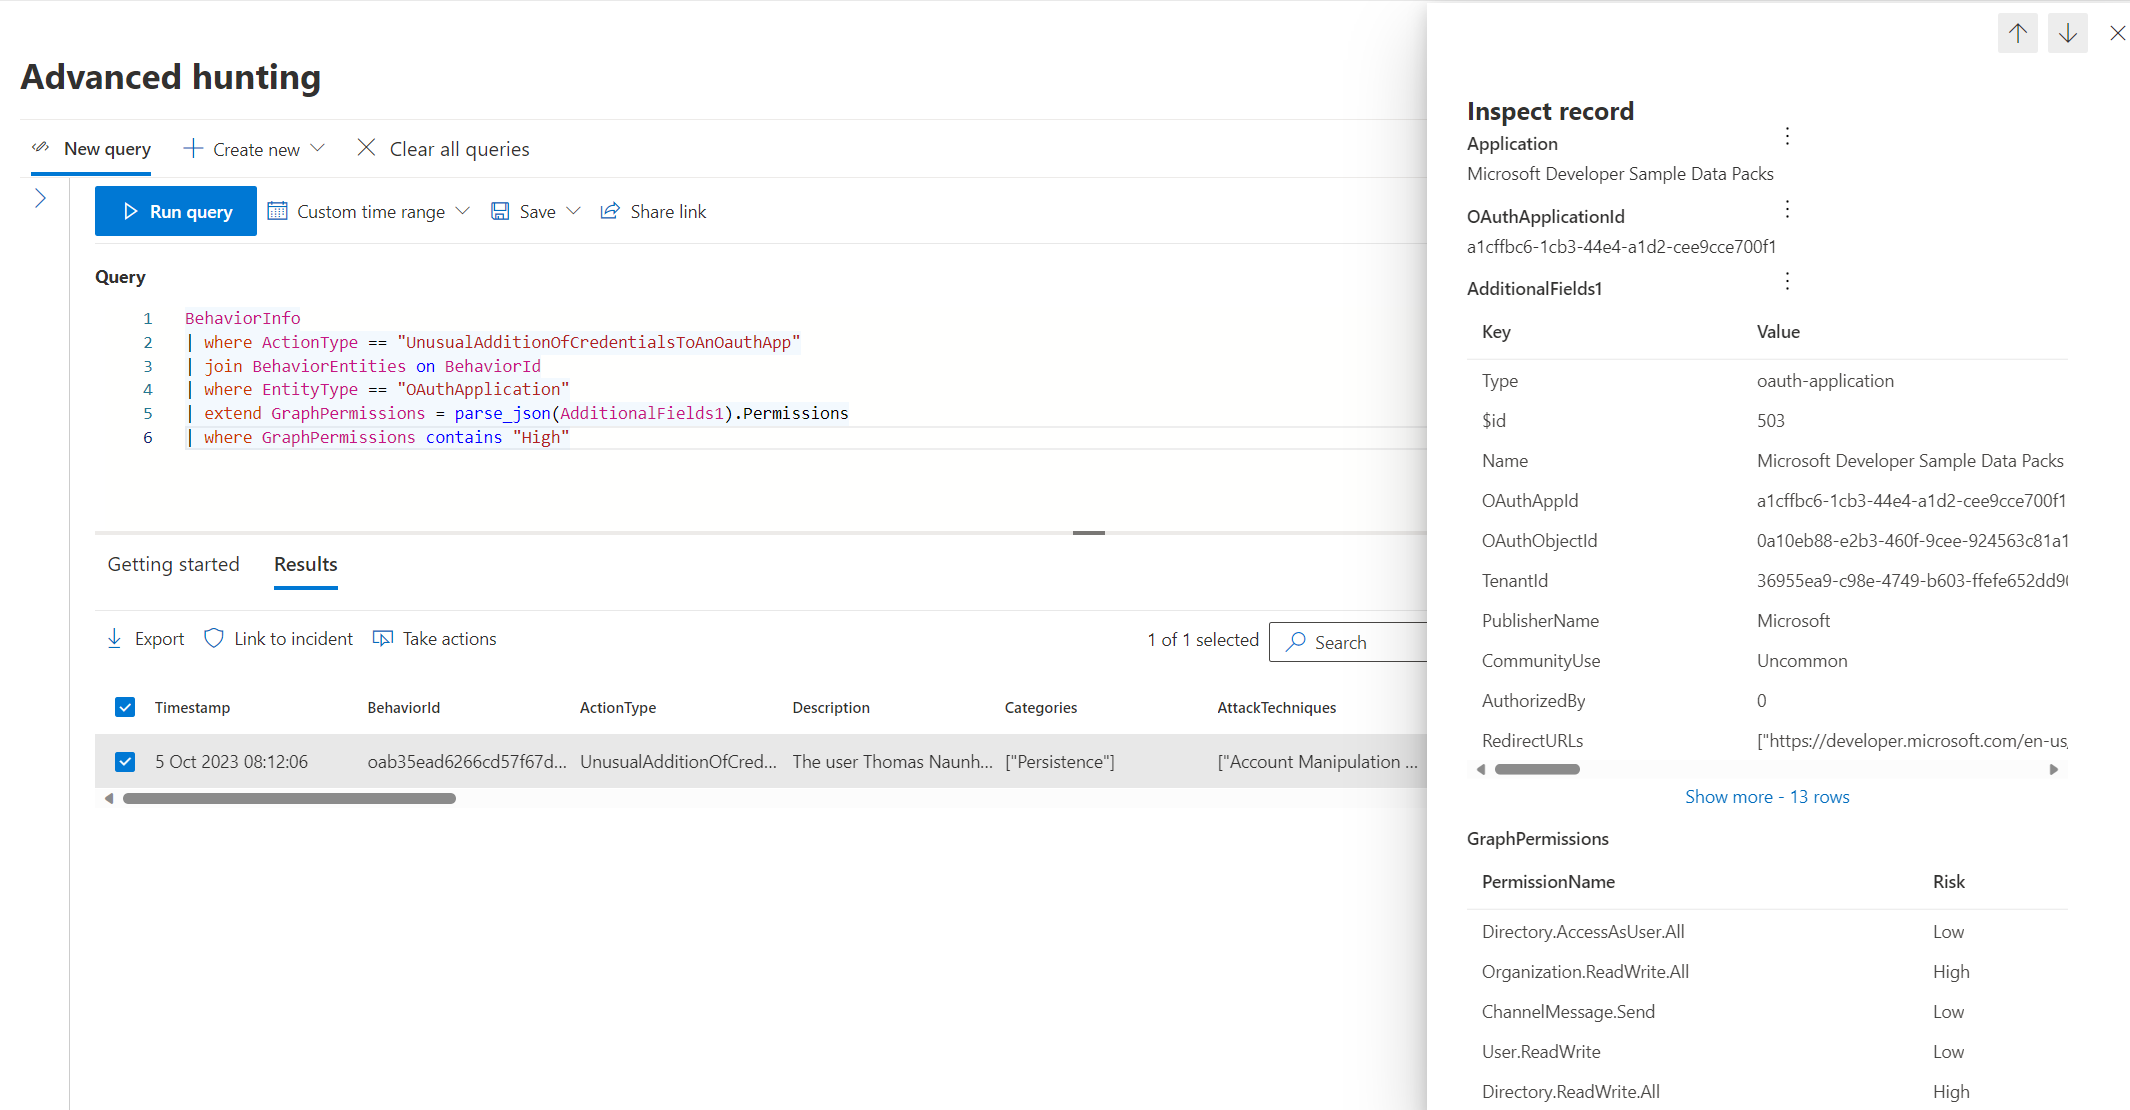 Advanced hunting
New query
Create new
Clear all queries
Run query
Custom time range
Save
Share link
Query
1 BehaviorInfo
2 | where ActionType == "UnusualAdditionOfCredentialsToAnOauthApp"
3 | join BehaviorEntities on BehaviorId
4 | where EntityType == "OAuthApplication"
5 | extend GraphPermissions = parse_json(AdditionalFields1).Permissions
6 | where GraphPermissions contains "High"
Getting started Results
Export Link to incident Take actions 1 of 1 selected Search
Timestamp BehaviorId ActionType Description Categories AttackTechniques
5 Oct 2023 08:12:06 oab35ead6266cd57f67d... UnusualAdditionOfCred... The user Thomas Naunh... ["Persistence"] ["Account Manipulation ...
Inspect record
Application
Microsoft Developer Sample Data Packs
OAuthApplicationId
a1cffbc6-1cb3-44e4-a1d2-cee9cce700f1
AdditionalFields1
Key Value
Type oauth-application
$id 503
Name Microsoft Developer Sample Data Packs
OAuthAppId a1cffbc6-1cb3-44e4-a1d2-cee9cce700f1
OAuthObjectId 0a10eb88-e2b3-460f-9cee-924563c81a1
TenantId 36955ea9-c98e-4749-b603-ffefe652dd90
PublisherName Microsoft
CommunityUse Uncommon
AuthorizedBy 0
RedirectURLs ["https://developer.microsoft.com/en-us,
Show more - 13 rows
GraphPermissions
PermissionName Risk
Directory.AccessAsUser.All Low
Organization.ReadWrite.All High
ChannelMessage.Send Low
User.ReadWrite Low
Directory.ReadWrite.All High